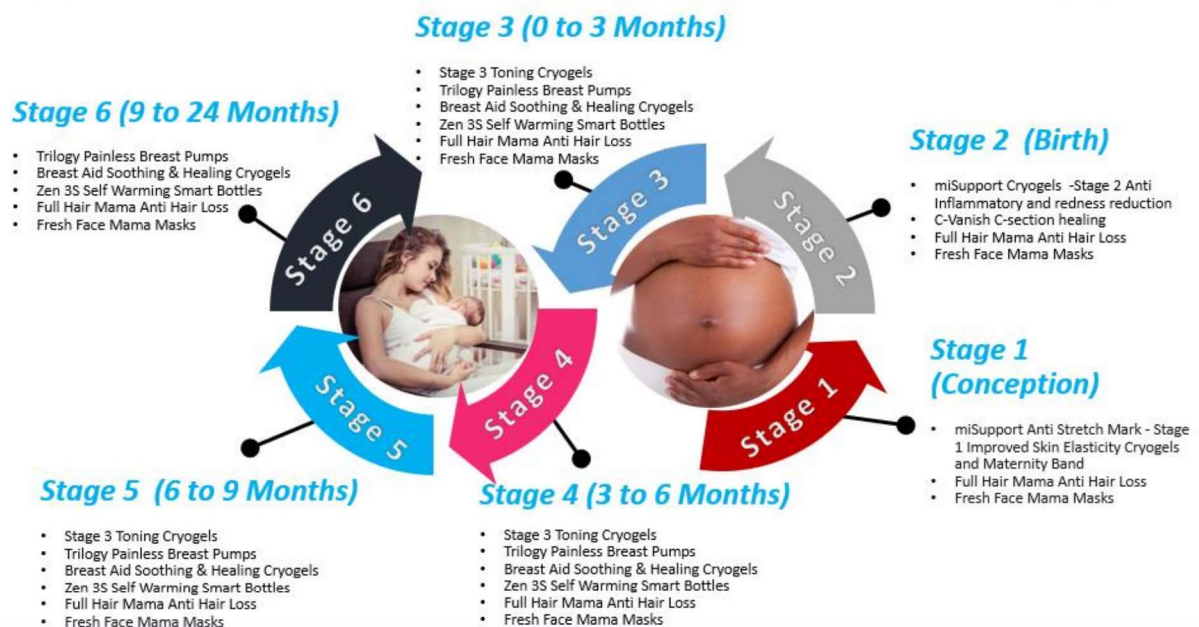 Stage 3 (0 to 3 Months)
• Stage 3 Toning Cryogels
• Trilogy Painless Breast Pumps
• Breast Aid Soothing & Healing Cryogels
• Zen 3S Self Warming Smart Bottles
• Full Hair Mama Anti Hair Loss
• Fresh Face Mama Masks
Stage 6 (9 to 24 Months)
• Trilogy Painless Breast Pumps
• Breast Aid Soothing & Healing Cryogels
• Zen 3S Self Warming Smart Bottles
• Full Hair Mama Anti Hair Loss
• Fresh Face Mama Masks
Stage 2 (Birth)
• miSupport Cryogels -Stage 2 Anti
Inflammatory and redness reduction
• C-Vanish C-section healing
• Full Hair Mama Anti Hair Loss
• Fresh Face Mama Masks
Stage 6
Stage 3
Stage 2
Stage 5
Stage 4
Stage 1
Stage 1
(Conception)
• miSupport Anti Stretch Mark - Stage
1 Improved Skin Elasticity Cryogels
and Maternity Band
• Full Hair Mama Anti Hair Loss
• Fresh Face Mama Masks
Stage 5 (6 to 9 Months)
• Stage 3 Toning Cryogels
• Trilogy Painless Breast Pumps
• Breast Aid Soothing & Healing Cryogels
• Zen 3S Self Warming Smart Bottles
• Full Hair Mama Anti Hair Loss
• Fresh Face Mama Masks
Stage 4 (3 to 6 Months)
• Stage 3 Toning Cryogels
• Trilogy Painless Breast Pumps
• Breast Aid Soothing & Healing Cryogels
• Zen 3S Self Warming Smart Bottles
• Full Hair Mama Anti Hair Loss
• Fresh Face Mama Masks